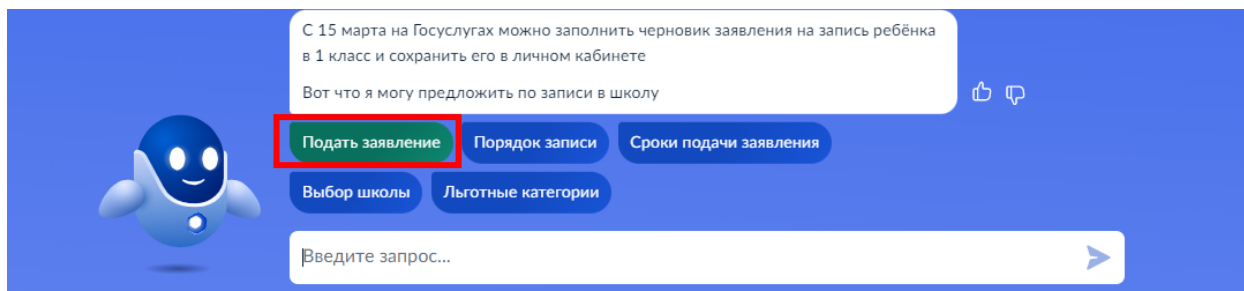 С 15 марта на Госуслугах можно заполнить черновик заявления на запись ребёнка
в 1 класс и сохранить его в личном кабинете
Вот что я могу предложить по записи в школу
Подать заявление Порядок записи Сроки подачи заявления
Выбор школы Льготные категории
Введите запрос...